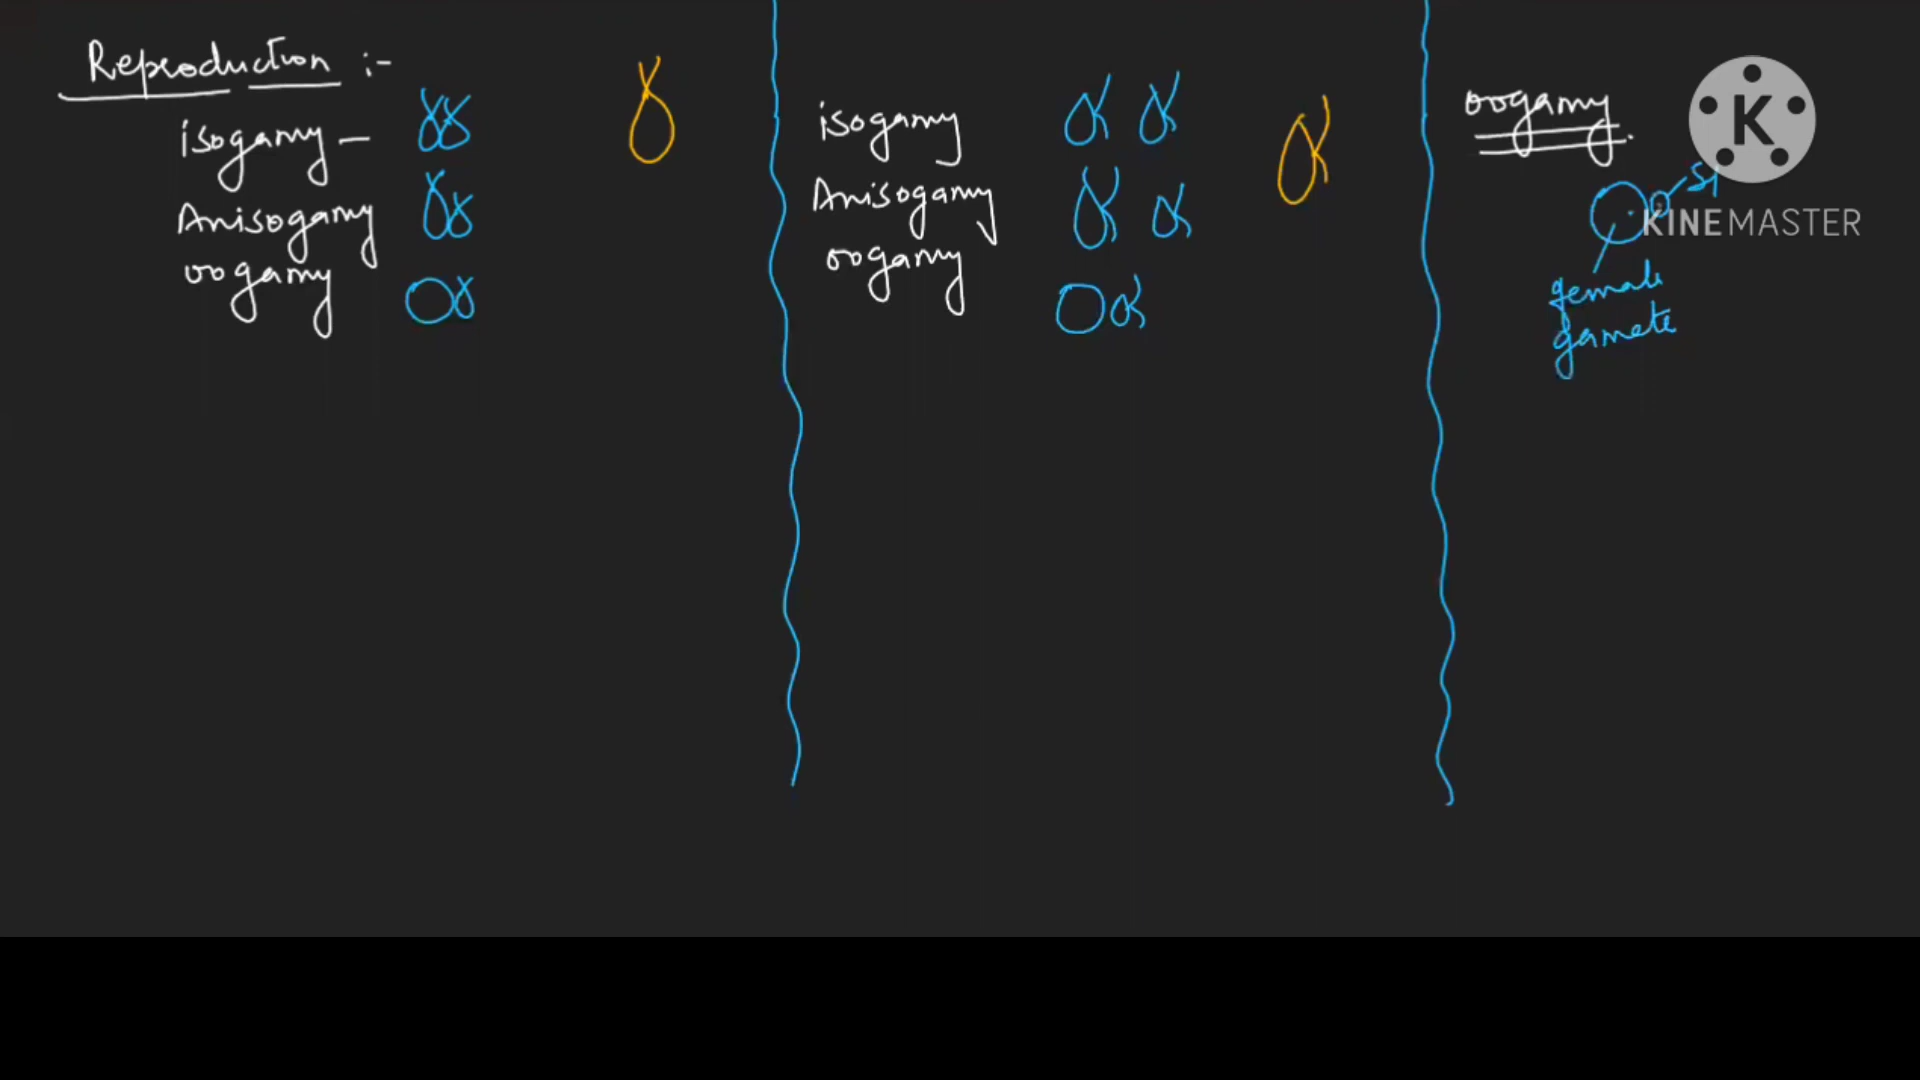 Reproduction :-
isogamy -
Anisogamy
oogamy
isogamy
Anisogamy
oogamy
oogamy.
female
gamete
K
KINEMASTER